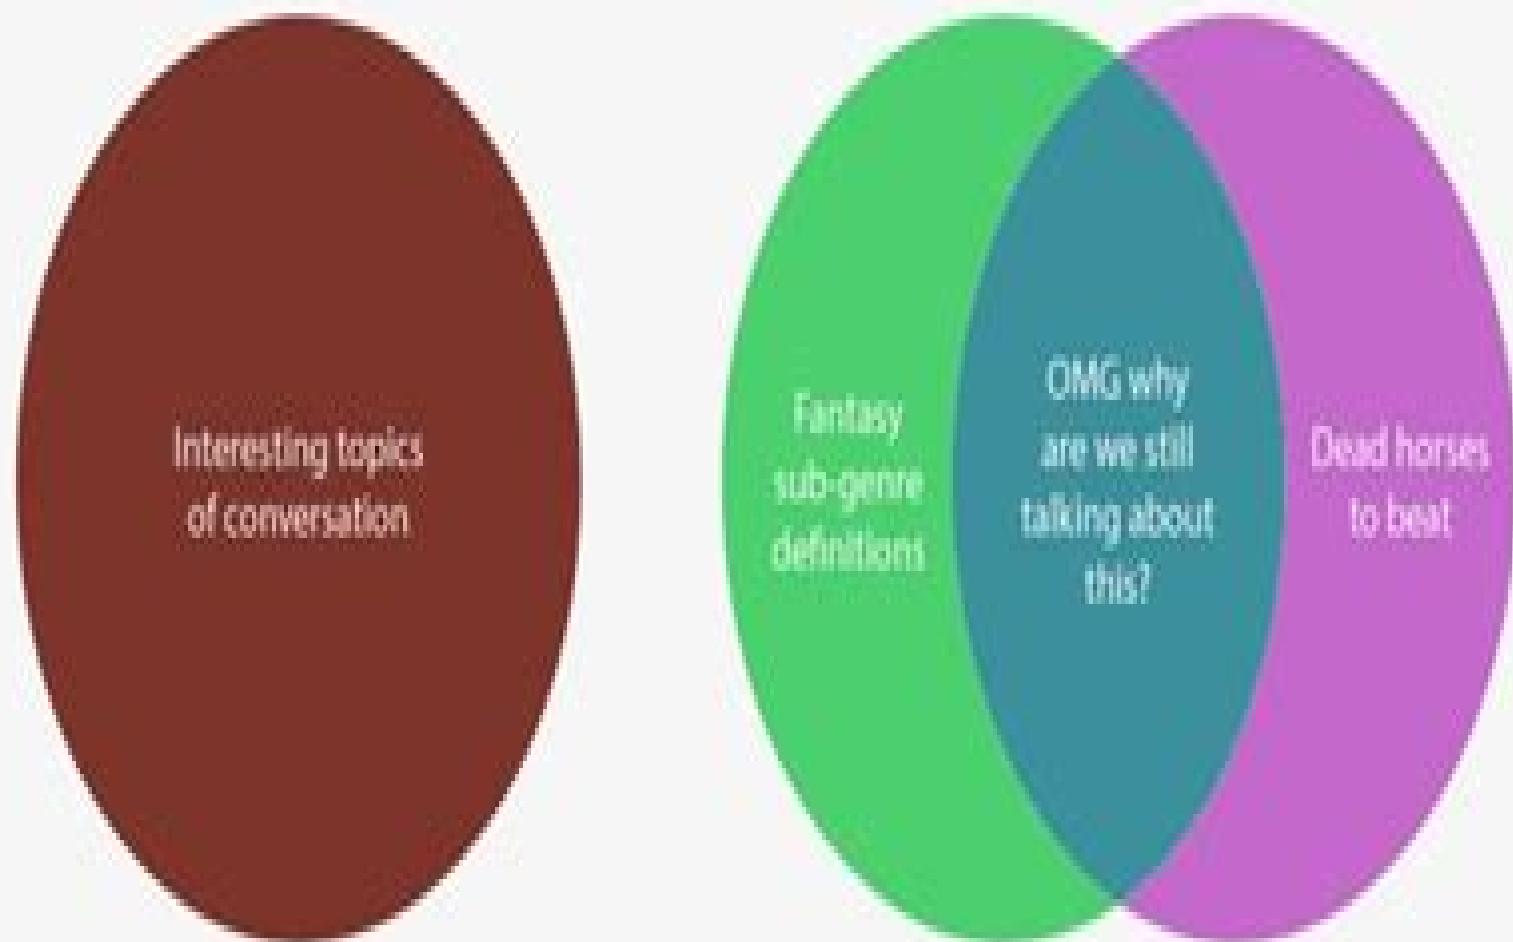 Interesting topics
of conversation
Fantasy
sub-genre
definitions
OMG why
are we still
talking about
this?
Dead horses
to beat